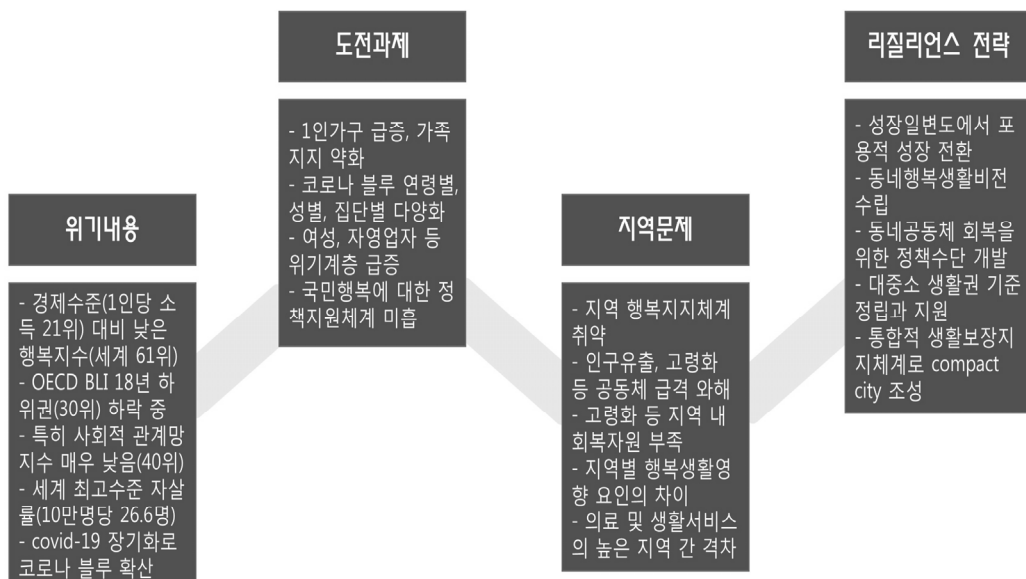 위기내용
- 경제수준(1인당 소
득 21위) 대비 낮은
행복지수(세계 61위)
- OECD BLI 18년 하
위권(30위) 하락 중
- 특히 사회적 관계망
지수 매우 낮음(40위)
- 세계 최고수준 자살
률(10만명당 26.6명)
- covid-19 장기화로
코로나 블루 확산
도전과제
- 1인가구 급증, 가족
지지 약화
- 코로나 블루 연령별,
성별, 집단별 다양화
- 여성, 자영업자 등
위기계층 급증
- 국민행복에 대한 정
책지원체계 미흡
지역문제
- 지역 행복지지체계
취약
- 인구유출, 고령화
등 공동체 급격 와해
- 고령화 등 지역 내
회복자원 부족
- 지역별 행복생활영
향 요인의 차이
- 의료 및 생활서비스
의 높은 지역 간 격차
리질리언스 전략
- 성장일변도에서 포
용적 성장 전환
- 동네행복생활비전
수립
- 동네공동체 회복을
위한 정책수단 개발
- 대중소 생활권 기준
정립과 지원
- 통합적 생활보장지
지체계로 compact
city 조성